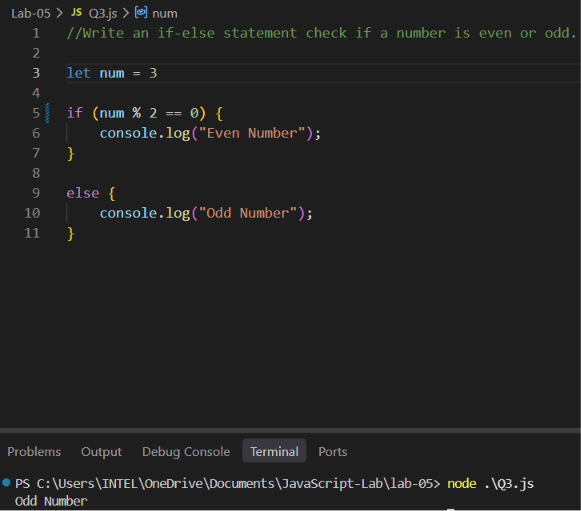 Lab-05 > JS Q3.js > num
1 //Write an if-else statement check if a number is even or odd.
2
3 let num = 3
4
5 if (num % 2 == 0) {
6     console.log("Even Number");
7 }
8
9 else {
10     console.log("Odd Number");
11 }
Problems Output Debug Console Terminal Ports
PS C:\Users\INTEL\OneDrive\Documents\JavaScript-Lab\lab-05> node .\Q3.js
Odd Number